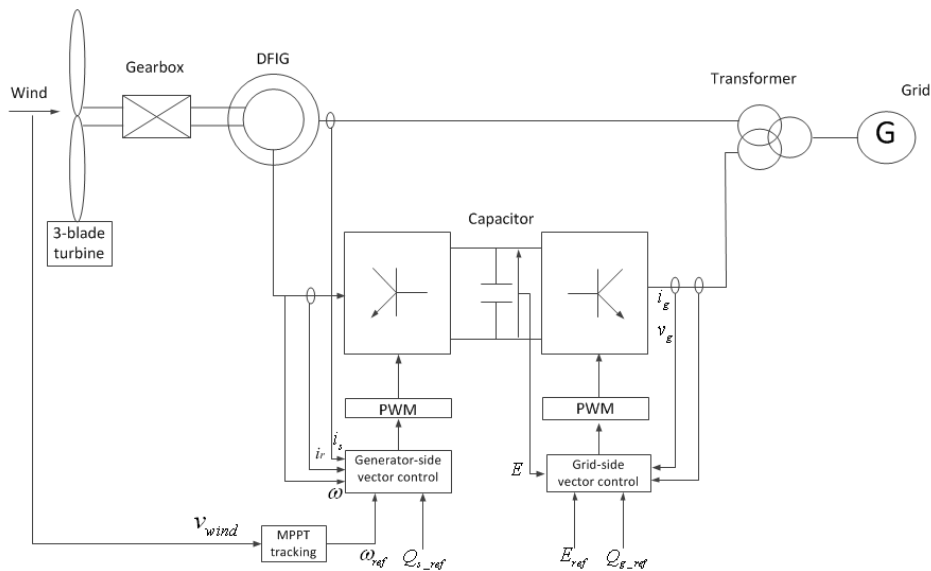 Wind
Gearbox
DFIG
Transformer
Grid
G
3-blade
turbine
Capacitor
i_g
v_g
PWM
PWM
i_s
i_r
ω
Generator-side
vector control
E
Grid-side
vector control
v_wind
MPPT
tracking
ω_ref
Q_s_ref
E_ref
Q_g_ref